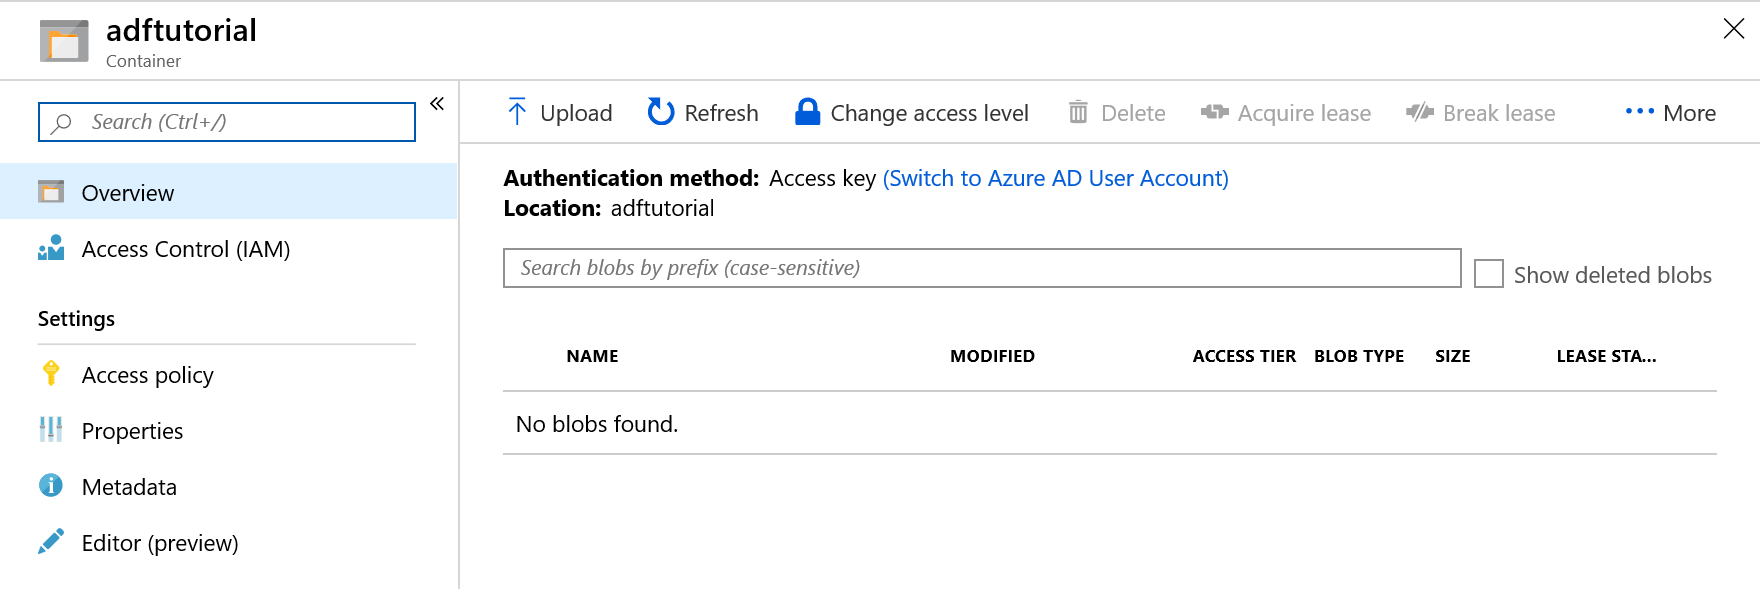 adftutorial
Container
Search (Ctrl+/)
Overview
Access Control (IAM)
Settings
Access policy
Properties
Metadata
Editor (preview)
Upload Refresh Change access level Delete Acquire lease Break lease More
Authentication method: Access key (Switch to Azure AD User Account)
Location: adftutorial
Search blobs by prefix (case-sensitive) Show deleted blobs
NAME MODIFIED ACCESS TIER BLOB TYPE SIZE LEASE STA...
No blobs found.